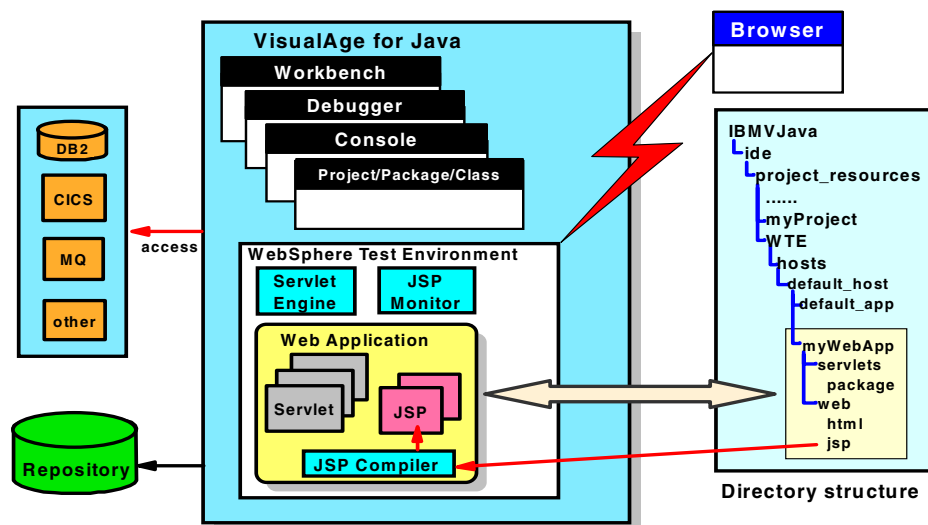 VisualAge for Java
Workbench
Debugger
Console
Project/Package/Class
Browser
DB2
CICS
MQ
other
access
Repository
WebSphere Test Environment
Servlet
Engine
JSP
Monitor
Web Application
Servlet
JSP
JSP Compiler
IBMVJava
ide
project_resources
......
myProject
WTE
hosts
default_host
default_app
myWebApp
servlets
package
web
html
jsp
Directory structure